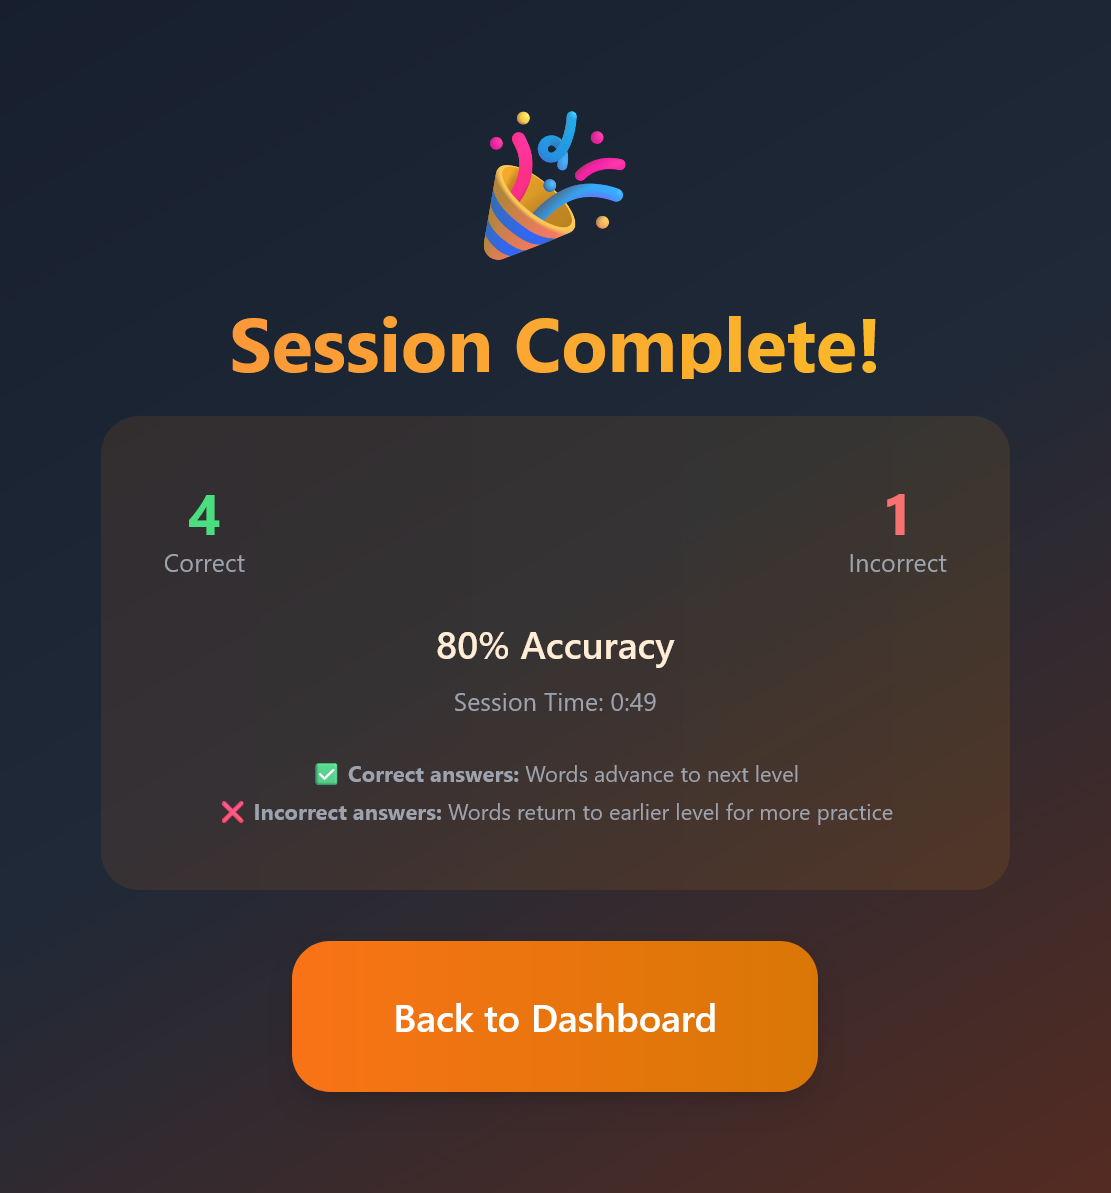 Session Complete!
4
Correct
1
Incorrect
80% Accuracy
Session Time: 0:49
✅ Correct answers: Words advance to next level
❌ Incorrect answers: Words return to earlier level for more practice
Back to Dashboard